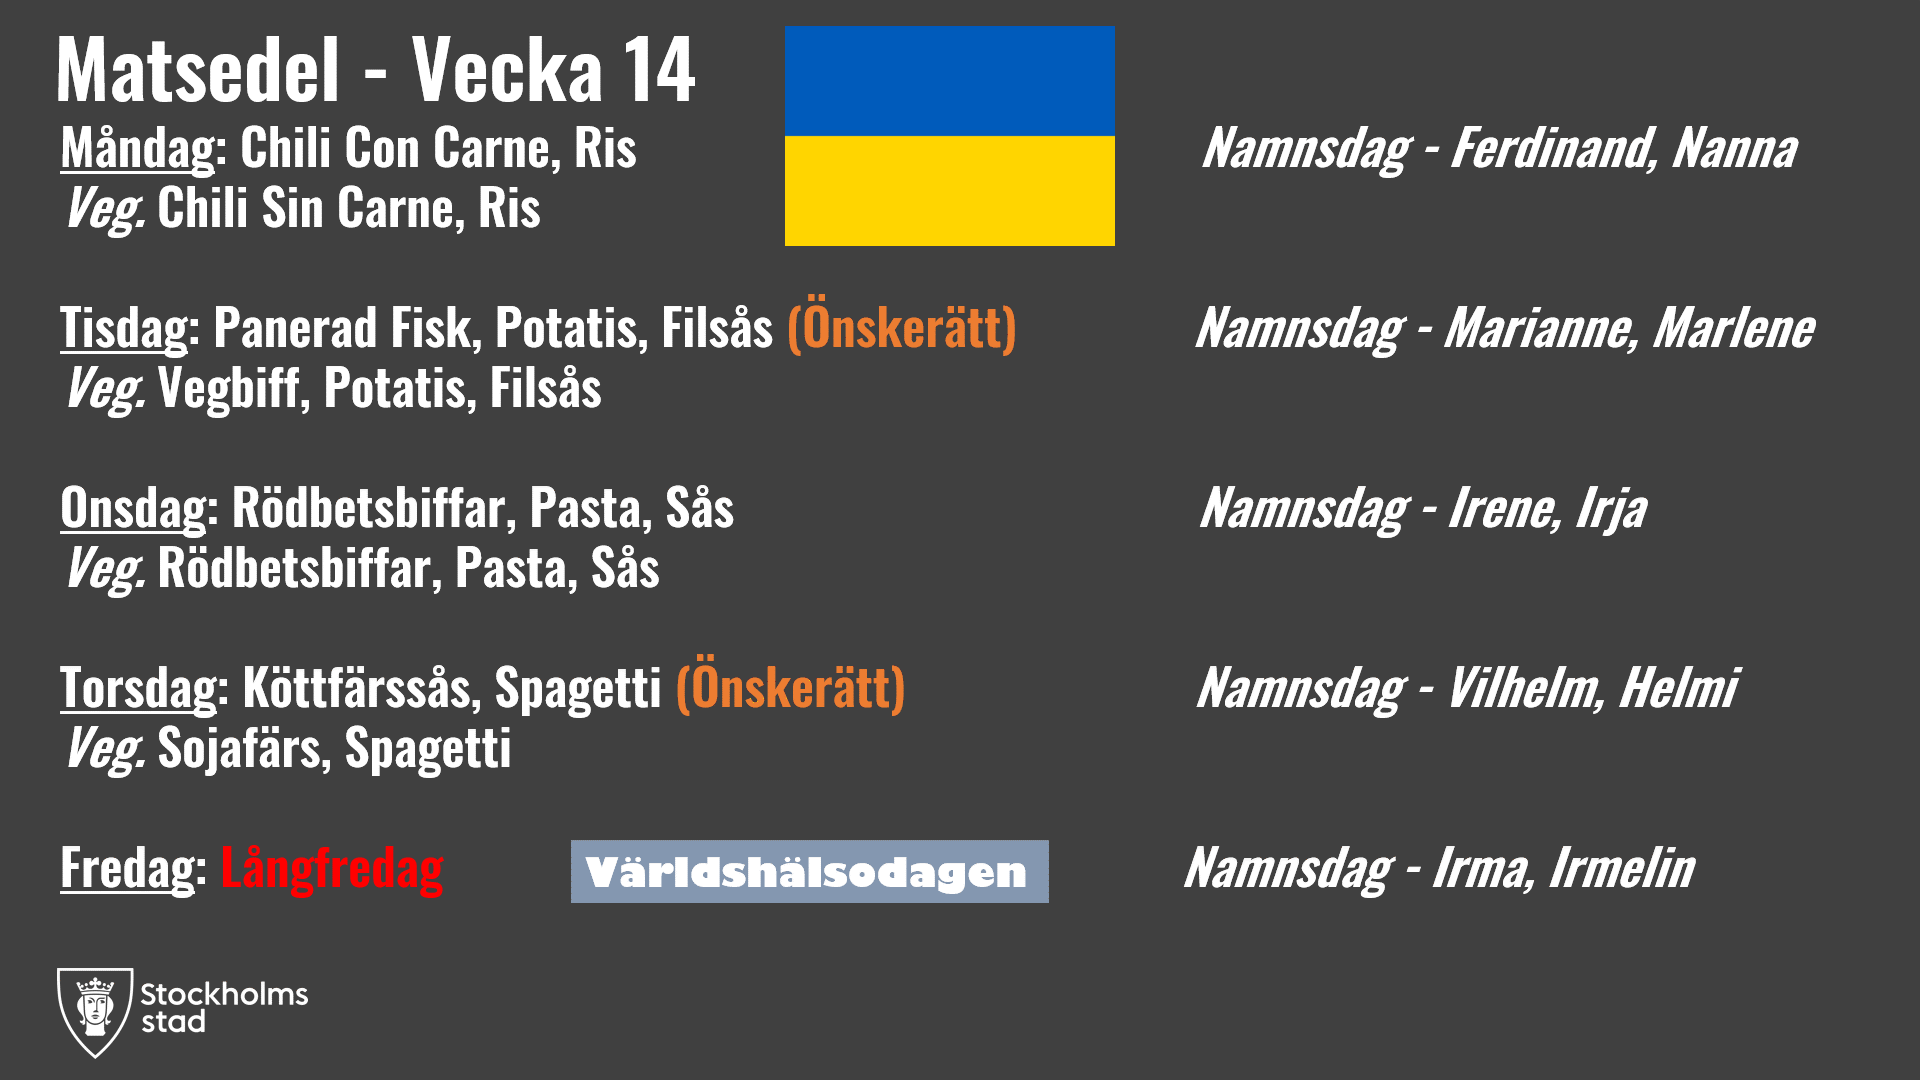 Matsedel - Vecka 14
Måndag: Chili Con Carne, Ris
Namnsdag - Ferdinand, Nanna
Veg. Chili Sin Carne, Ris
Tisdag: Panerad Fisk, Potatis, Filsås (Önskerätt)
Namnsdag - Marianne, Marlene
Veg. Vegbiff, Potatis, Filsås
Onsdag: Rödbetsbiffar, Pasta, Sås
Namnsdag - Irene, Irja
Veg. Rödbetsbiffar, Pasta, Sås
Torsdag: Köttfärssås, Spagetti (Önskerätt)
Namnsdag - Vilhelm, Helmi
Veg. Sojafärs, Spagetti
Fredag: Långfredag
Världshälsodagen
Namnsdag - Irma, Irmelin
Stockholms
stad